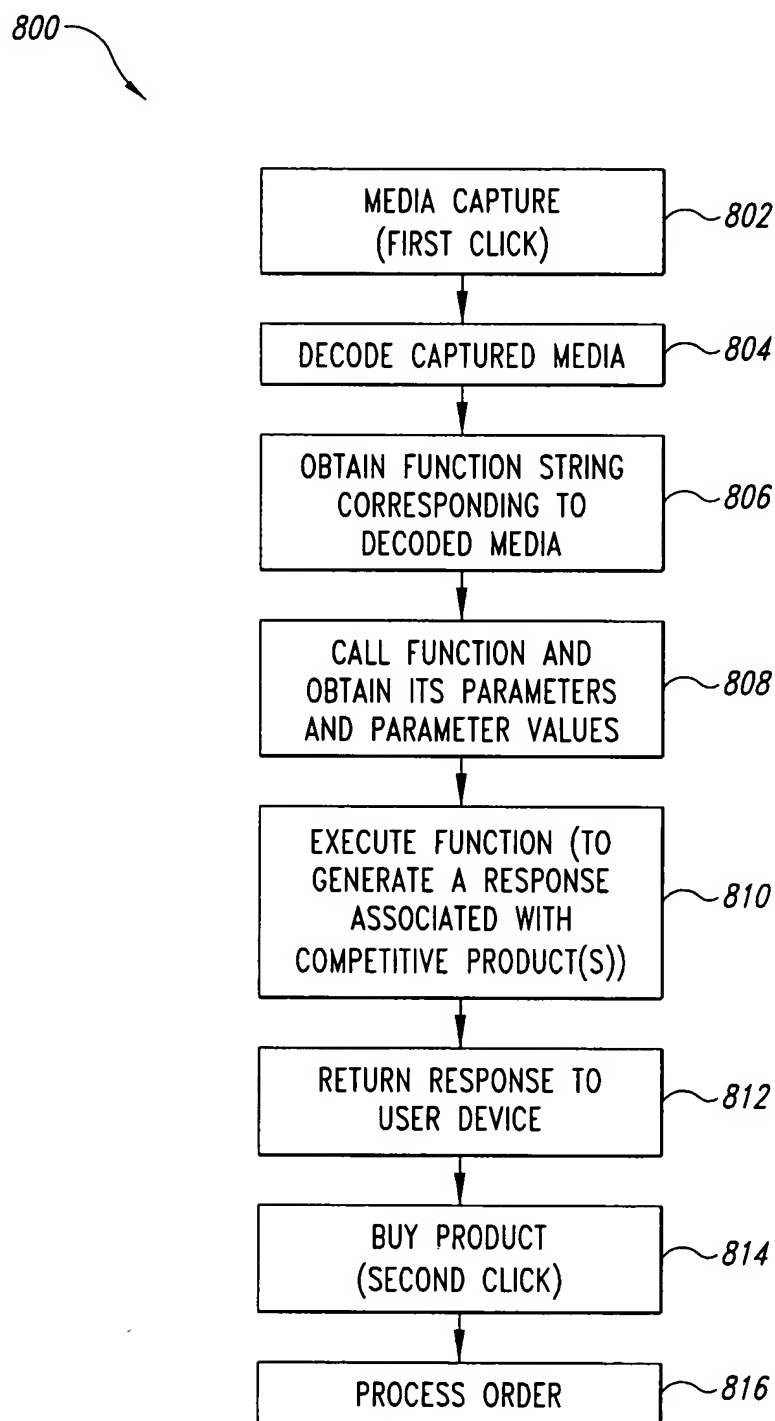 800
MEDIA CAPTURE
(FIRST CLICK)
802
DECODE CAPTURED MEDIA
804
OBTAIN FUNCTION STRING
CORRESPONDING TO
DECODED MEDIA
806
CALL FUNCTION AND
OBTAIN ITS PARAMETERS
AND PARAMETER VALUES
808
EXECUTE FUNCTION (TO
GENERATE A RESPONSE
ASSOCIATED WITH
COMPETITIVE PRODUCT(S))
810
RETURN RESPONSE TO
USER DEVICE
812
BUY PRODUCT
(SECOND CLICK)
814
PROCESS ORDER
816